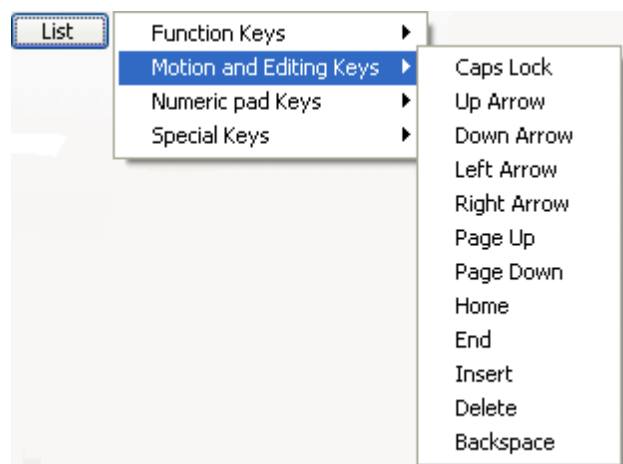 List
Function Keys
Motion and Editing Keys
Numeric pad Keys
Special Keys
Caps Lock
Up Arrow
Down Arrow
Left Arrow
Right Arrow
Page Up
Page Down
Home
End
Insert
Delete
Backspace